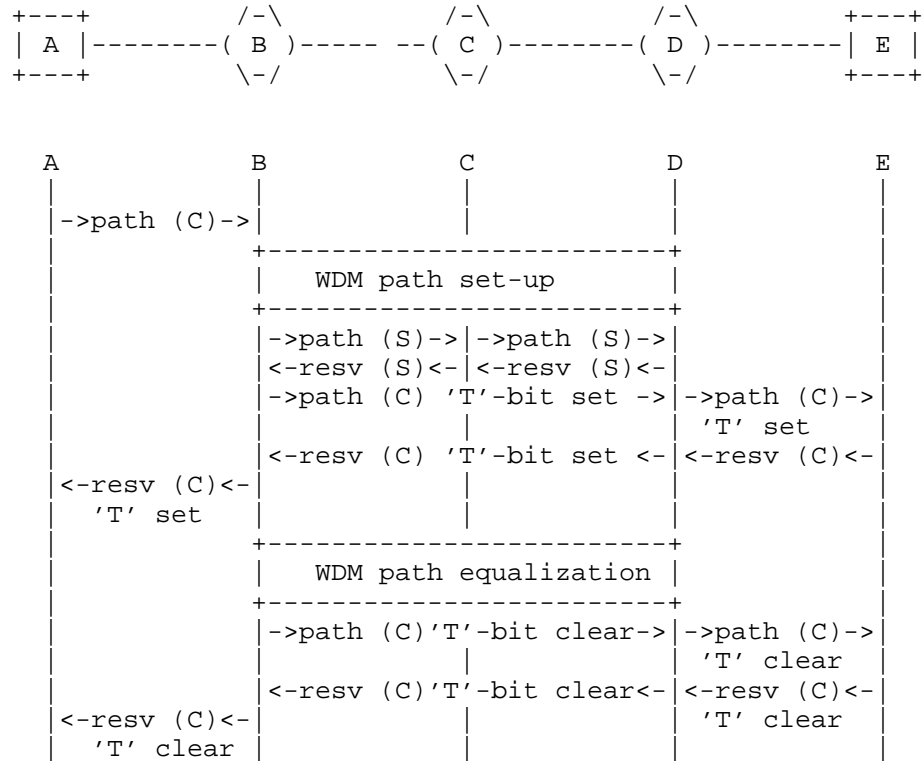 +---+ /-\ /-\ /-\ +---+
| A |--------( B )----- --( C )--------( D )--------| E |
+---+ \-/ \-/ \-/ +---+
A B C D E
->path (C)->
WDM path set-up
->path (S)-> ->path (S)->
<-resv (S)<- <-resv (S)<-
->path (C) 'T'-bit set -> ->path (C)->
'T' set
<-resv (C) 'T'-bit set <- <-resv (C)<-
<-resv (C)<-
'T' set
WDM path equalization
->path (C)'T'-bit clear-> ->path (C)->
'T' clear
<-resv (C)'T'-bit clear<- <-resv (C)<-
<-resv (C)<- 'T' clear
'T' clear